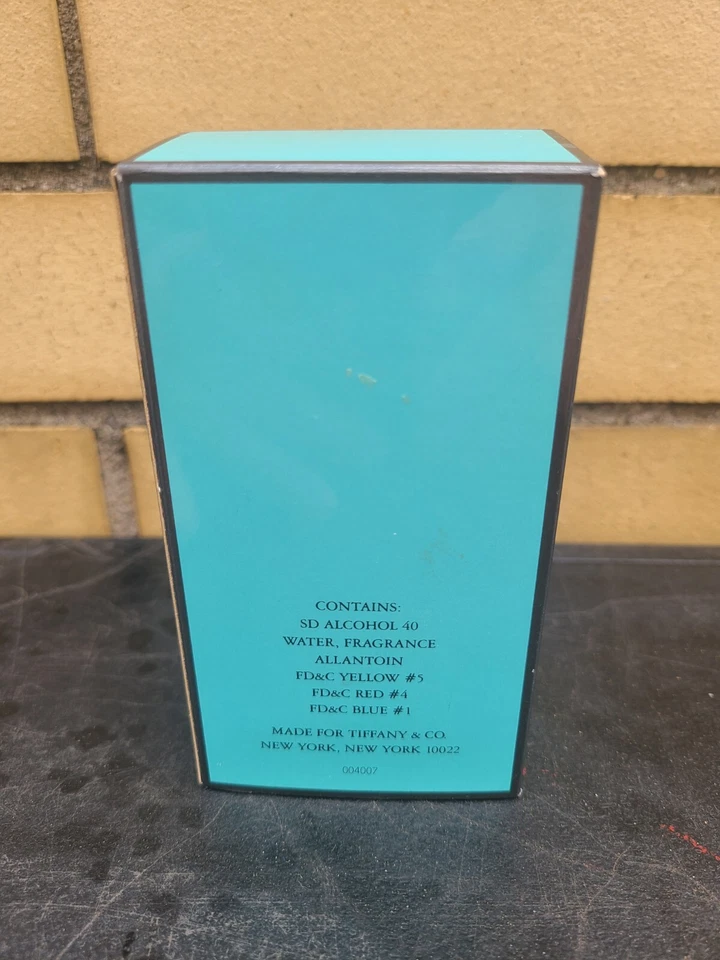 CONTAINS:
SD ALCOHOL 40
WATER, FRAGRANCE
ALLANTOIN
FD&C YELLOW #5
FD&C RED #4
FD&C BLUE #1
MADE FOR TIFFANY & CO.
NEW YORK, NEW YORK 10022
004007